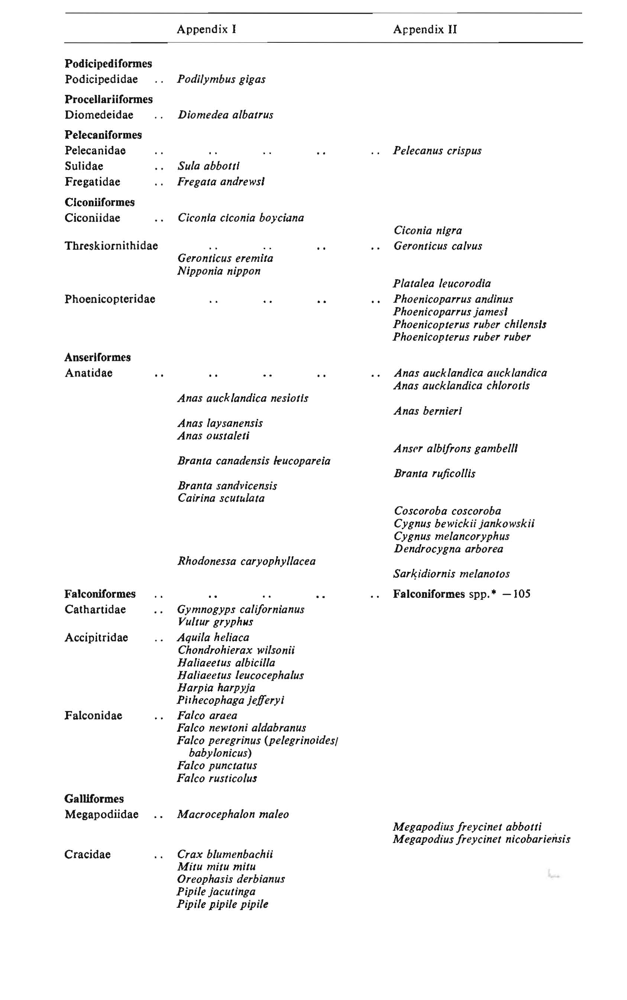 Appendix I Appendix II
Podicipediformes
Podicipedidae .. Podilymbus gigas
Procellariiformes
Diomedeidae .. Diomedea albatrus
Pelecaniformes
Pelecanidae .. .. .. .. .. Pelecanus crispus
Sulidae .. Sula abbotti
Fregatidae .. Fregata andrewsi
Ciconiiformes
Ciconiidae .. Ciconia ciconia boyciana
Ciconia nigra
Threskiornithidae .. .. .. .. Geronticus calvus
Geronticus eremita
Nipponia nippon
Platalea leucorodia
Phoenicopteridae .. .. .. .. Phoenicoparrus andinus
Phoenicoparrus jamesi
Phoenicopterus ruber chilensis
Phoenicopterus ruber ruber
Anseriformes
Anatidae .. .. .. .. .. Anas aucklandica aucklandica
Anas aucklandica chlorotis
Anas aucklandica nesiotis
Anas bernieri
Anas laysanensis
Anas oustaleti
Anser albifrons gambelli
Branta canadensis leucopareia
Branta ruficollis
Branta sandvicensis
Cairina scutulata
Coscoroba coscoroba
Cygnus bewickii jankowskii
Cygnus melancoryphus
Dendrocygna arborea
Rhodonessa caryophyllacea
Sarkidiornis melanotos
Falconiformes .. .. .. .. .. Falconiformes spp.* —105
Cathartidae .. Gymnogyps californianus
Vultur gryphus
Accipitridae .. Aquila heliaca
Chondrohierax wilsonii
Haliaeetus albicilla
Haliaeetus leucocephalus
Harpia harpyja
Pithecophaga jefferyi
Falconidae .. Falco araea
Falco newtoni aldabranus
Falco peregrinus (pelegrinoides/
babylonicus)
Falco punctatus
Falco rusticolus
Galliformes
Megapodiidae .. Macrocephalon maleo
Megapodius freycinet abbotti
Megapodius freycinet nicobariensis
Cracidae .. Crax blumenbachii
Mitu mitu mitu
Oreophasis derbianus
Pipile jacutinga
Pipile pipile pipile